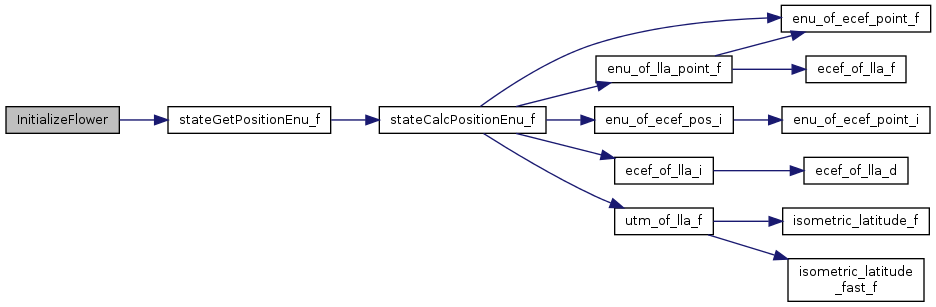 InitializeFlower
stateGetPositionEnu_f
stateCalcPositionEnu_f
enu_of_ecef_point_f
enu_of_lla_point_f
ecef_of_lla_f
enu_of_ecef_pos_i
enu_of_ecef_point_i
ecef_of_lla_i
ecef_of_lla_d
utm_of_lla_f
isometric_latitude_f
isometric_latitude
_fast_f